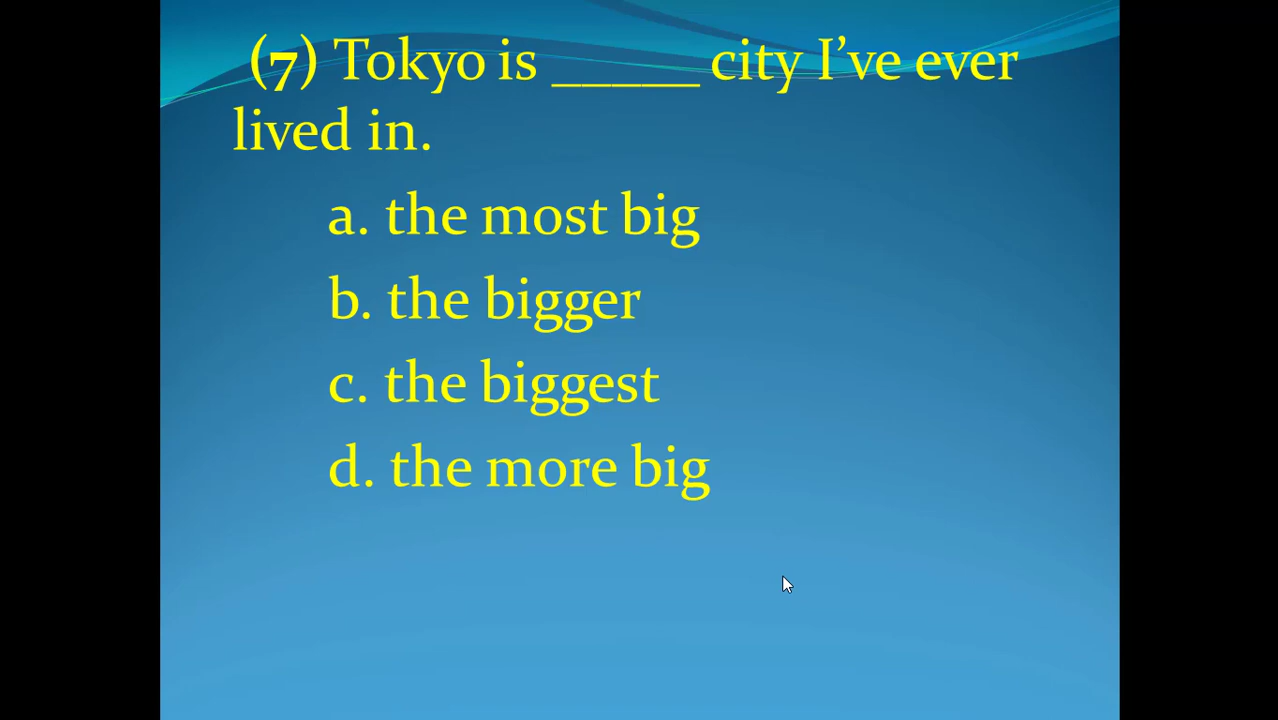 (7) Tokyo is _____ city I’ve ever
lived in.
a. the most big
b. the bigger
c. the biggest
d. the more big